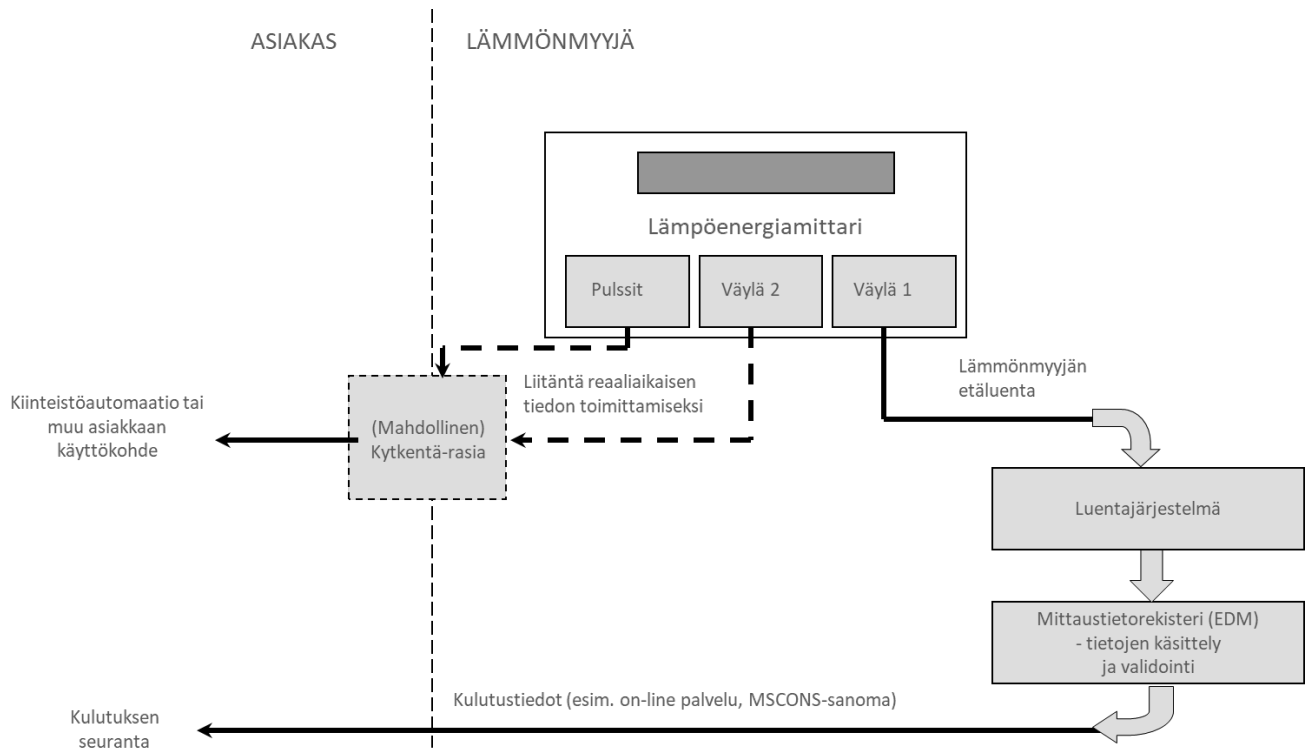 ASIAKAS
LÄMMÖNMYYJÄ
Lämpöenergiamittari
Pulssit
Väylä 2
Väylä 1
Liitäntä reaaliaikaisen
tiedon toimittamiseksi
Lämmönmyyjän
etäluenta
Kiinteistöautomaatio tai
muu asiakkaan
käyttökohde
(Mahdollinen)
Kytkentä-rasia
Luentajärjestelmä
Mittaustietorekisteri (EDM)
- tietojen käsittely
ja validointi
Kulutustiedot (esim. on-line palvelu, MSCONS-sanoma)
Kulutuksen
seuranta